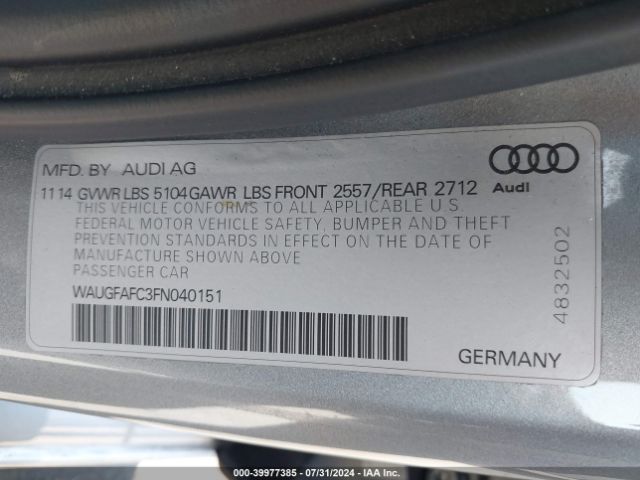 MFD. BY AUDI AG
Audi
11 14 GVWR LBS 5104 GAWR LBS FRONT 2557/REAR 2712
THIS VEHICLE CONFORMS TO ALL APPLICABLE U S
FEDERAL MOTOR VEHICLE SAFETY, BUMPER AND THEFT
PREVENTION STANDARDS IN EFFECT ON THE DATE OF
MANUFACTURE SHOWN ABOVE
PASSENGER CAR
WAUGFAFC3FN040151
4832502
GERMANY
000-39977385 - 07/31/2024 - IAA Inc.